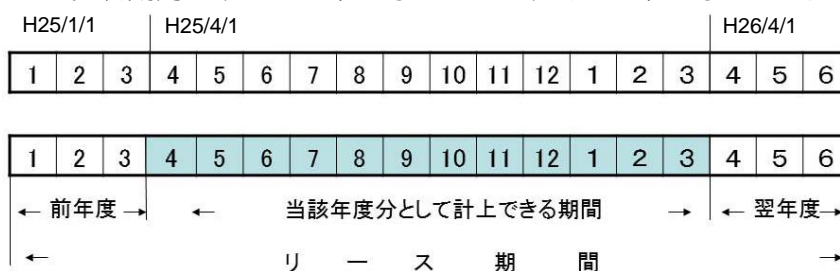 H25/1/1 H25/4/1 H26/4/1
1 2 3 4 5 6 7 8 9 10 11 12 1 2 3 4 5 6
1 2 3 4 5 6 7 8 9 10 11 12 1 2 3 4 5 6
← 前年度 → ← 当該年度分として計上できる期間 → ← 翌年度→
← リース期間 →